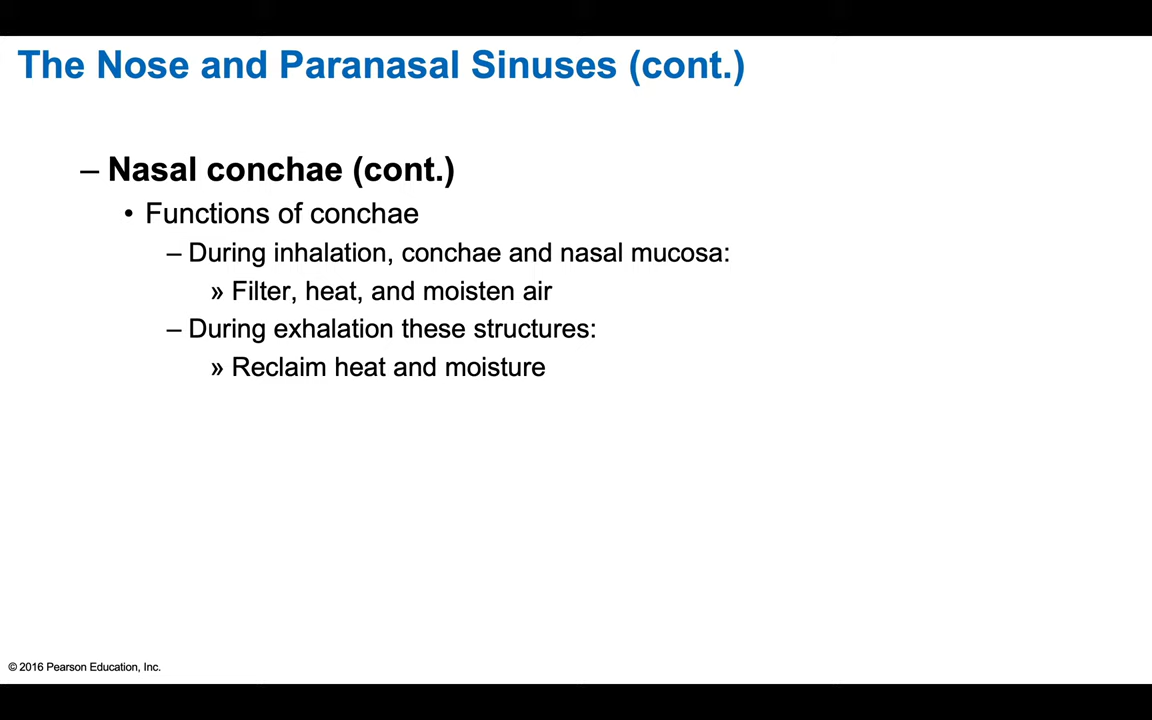 The Nose and Paranasal Sinuses (cont.)
– Nasal conchae (cont.)
• Functions of conchae
– During inhalation, conchae and nasal mucosa:
» Filter, heat, and moisten air
– During exhalation these structures:
» Reclaim heat and moisture
© 2016 Pearson Education, Inc.